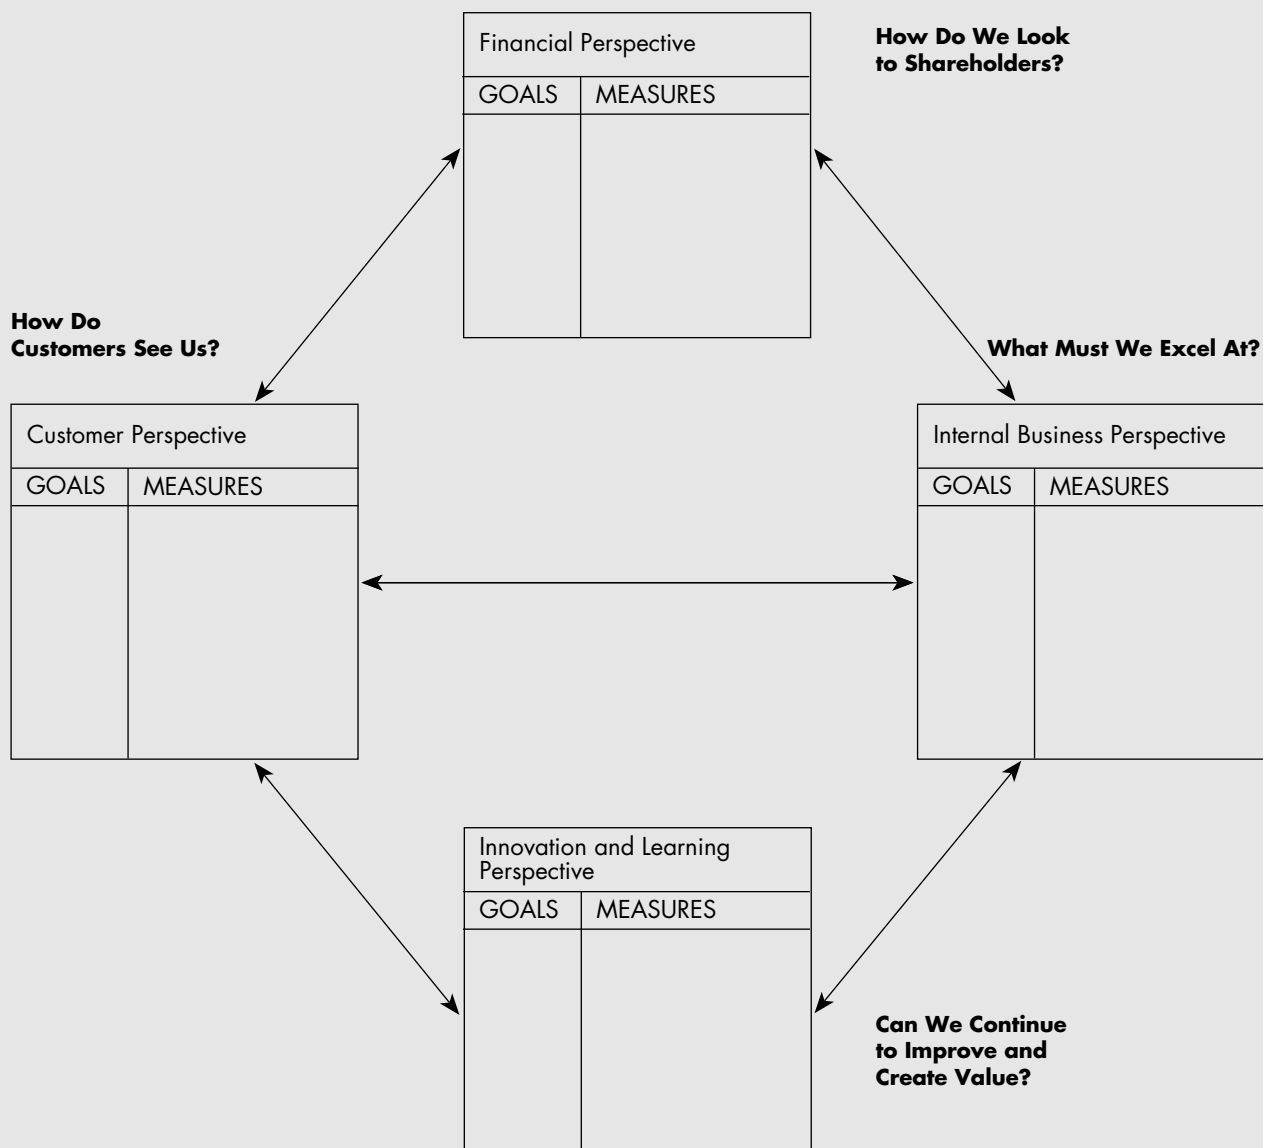 Financial Perspective
GOALS MEASURES
How Do We Look
to Shareholders?
How Do
Customers See Us?
What Must We Excel At?
Customer Perspective
GOALS MEASURES
Internal Business Perspective
GOALS MEASURES
Innovation and Learning
Perspective
GOALS MEASURES
Can We Continue
to Improve and
Create Value?